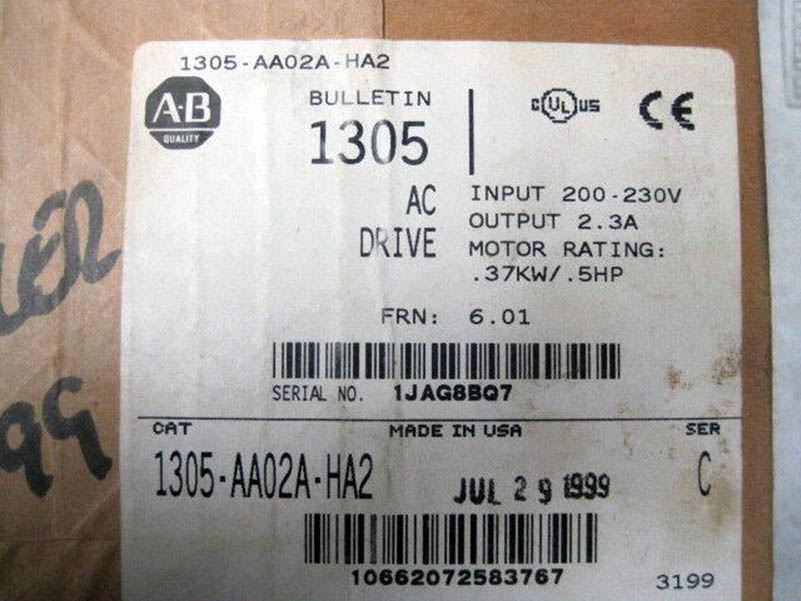 1305-AA02A-HA2
A-B
QUALITY
BULLETIN
1305
AC
DRIVE
C UL US CE
INPUT 200-230V
OUTPUT 2.3A
MOTOR RATING:
.37KW/.5HP
FRN: 6.01
SERIAL NO. 1JAG8BQ7
CAT MADE IN USA SER
1305-AA02A-HA2 JUL 29 1999 C
10662072583767
3199
99